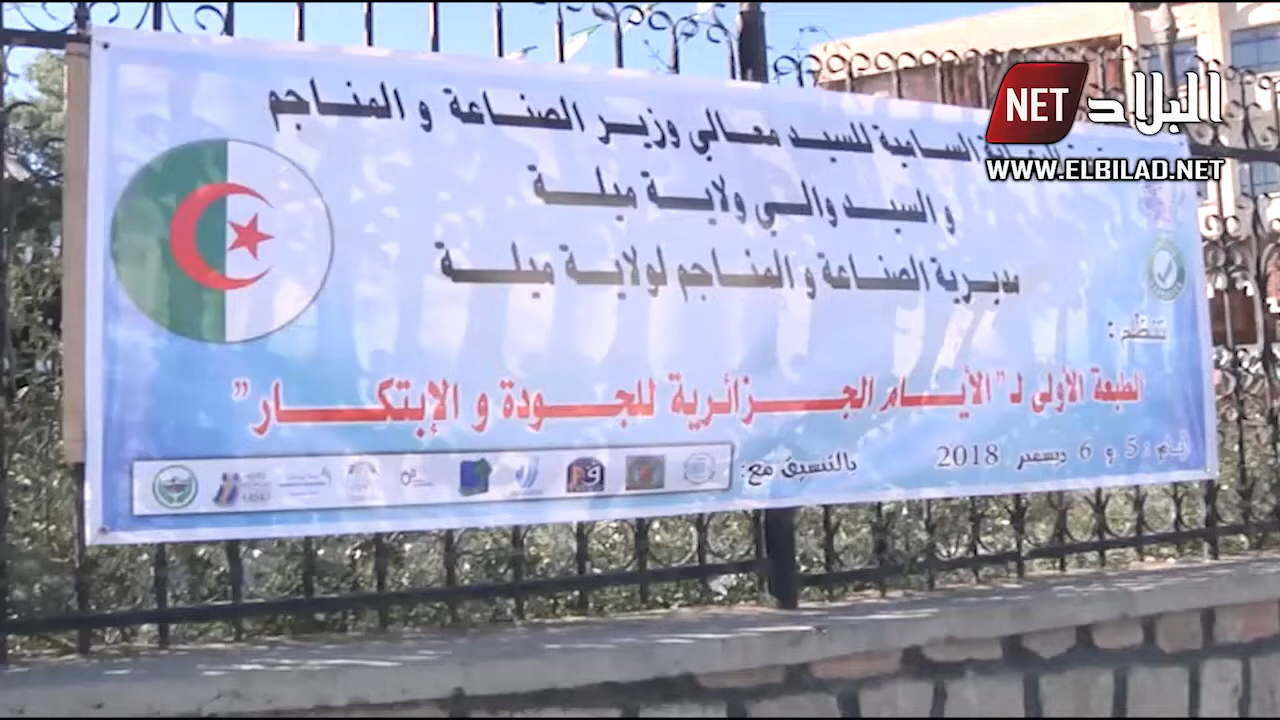 البلاد NET
WWW.ELBILAD.NET
السامية للسيد معالي وزير الصناعة و المناجم
و السيد والي ولاية ميلة
مديرية الصناعة و المناجم لولاية ميلة
تنظم :
الطبعة الأولى لـ "الأيام الجزائرية للجودة و الإبتكار"
أيام : 5 و 6 ديسمبر 2018 بالتنسيق مع: